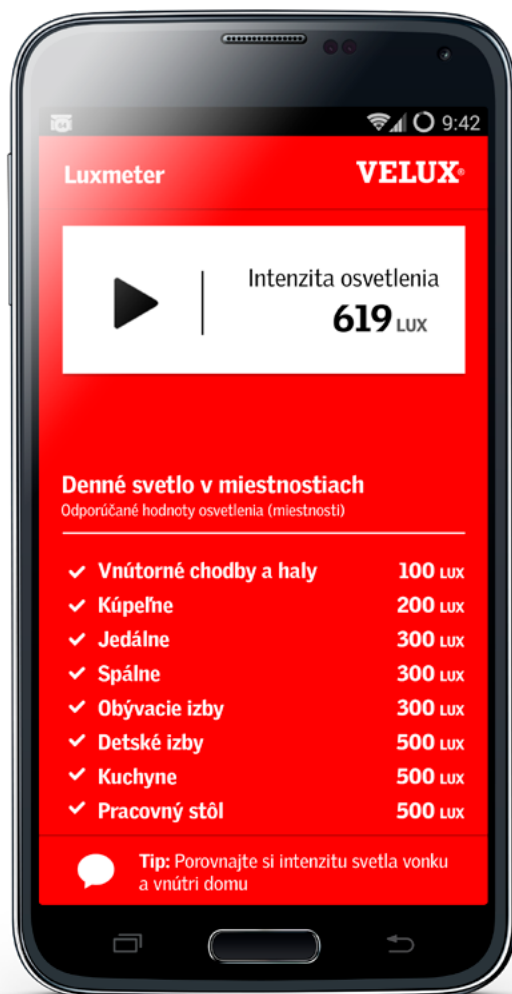 64
9:42
Luxmeter VELUX®
Intenzita osvetlenia
619 LUX
Denné svetlo v miestnostiach
Odporúčané hodnoty osvetlenia (miestnosti)
Vnútorné chodby a haly 100 LUX
Kúpeľne 200 LUX
Jedálne 300 LUX
Spálne 300 LUX
Obývacie izby 300 LUX
Detské izby 500 LUX
Kuchyne 500 LUX
Pracovný stôl 500 LUX
Tip: Porovnajte si intenzitu svetla vonku
a vnútri domu